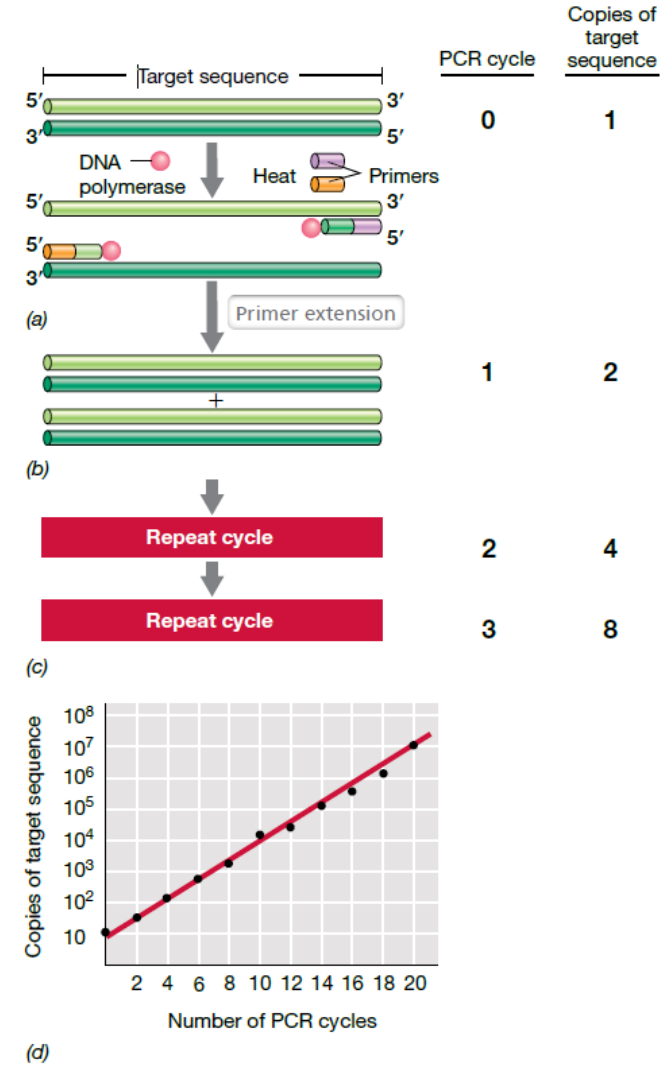 Copies of
target
PCR cycle sequence
Target sequence
5′ 3′
0 1
3′ 5′
DNA
polymerase
Heat Primers
5′ 3′
5′
5′
3′
(a)
Primer extension
1 2
+
(b)
Repeat cycle
2 4
Repeat cycle
3 8
(c)
Copies of target sequence
10⁸
10⁷
10⁶
10⁵
10⁴
10³
10²
10
2 4 6 8 10 12 14 16 18 20
Number of PCR cycles
(d)